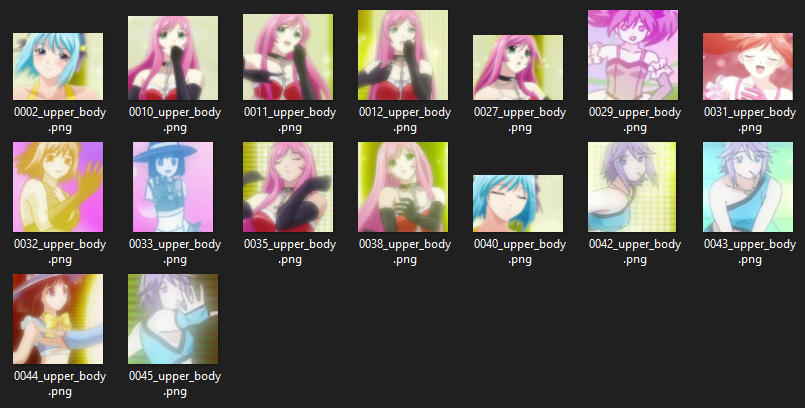 0002_upper_body
.png
0010_upper_body
.png
0011_upper_body
.png
0012_upper_body
.png
0027_upper_body
.png
0029_upper_body
.png
0031_upper_body
.png
0032_upper_body
.png
0033_upper_body
.png
0035_upper_body
.png
0038_upper_body
.png
0040_upper_body
.png
0042_upper_body
.png
0043_upper_body
.png
0044_upper_body
.png
0045_upper_body
.png